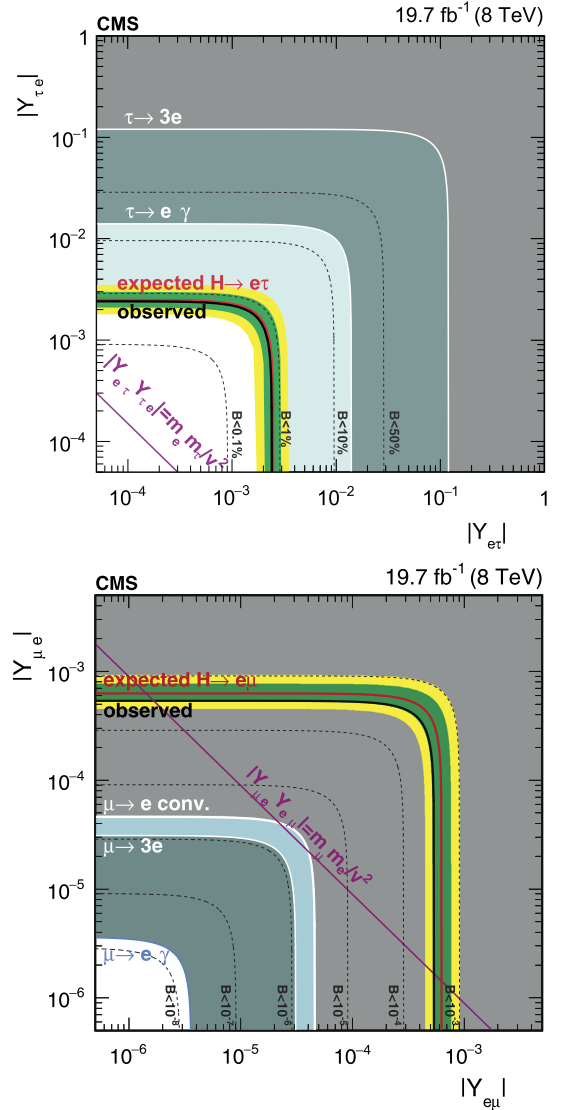 CMS 19.7 fb⁻¹ (8 TeV)
|Y_τe|
1
10⁻¹
10⁻²
10⁻³
10⁻⁴
τ→ 3e
τ→ e γ
expected H→ eτ
observed
|Y_eτ Y_τe|=m_e m_τ/v²
B<0.1%
B<1%
B<10%
B<50%
10⁻⁴ 10⁻³ 10⁻² 10⁻¹ 1
|Y_eτ|
CMS 19.7 fb⁻¹ (8 TeV)
|Y_μe|
10⁻³
10⁻⁴
10⁻⁵
10⁻⁶
expected H→ eμ
observed
|Y_μe Y_eμ|=m_μ m_e/v²
μ→ e conv.
μ→ 3e
μ→ e γ
B<10⁻⁸
B<10⁻⁷
B<10⁻⁶
B<10⁻⁵
B<10⁻⁴
B<10⁻³
10⁻⁶ 10⁻⁵ 10⁻⁴ 10⁻³
|Y_eμ|